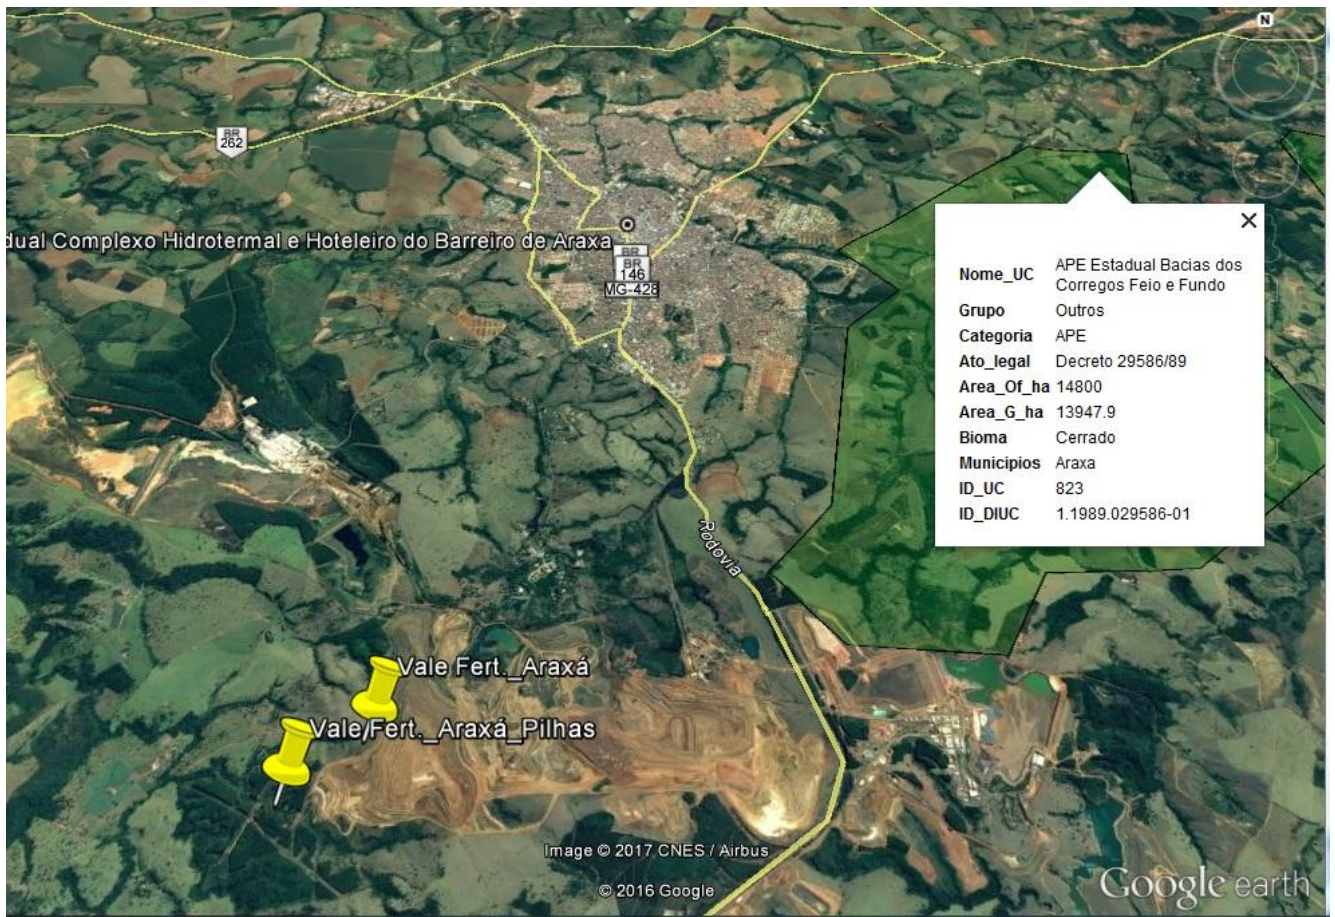 N
BR
262
dual Complexo Hidrotermal e Hoteleiro do Barreiro de Araxa
BR
BR
146
MG-428
Nome_UC APE Estadual Bacias dos
Corregos Feio e Fundo
Grupo Outros
Categoria APE
Ato_legal Decreto 29586/89
Area_Of_ha 14800
Area_G_ha 13947.9
Bioma Cerrado
Municipios Araxa
ID_UC 823
ID_DIUC 1.1989.029586-01
Rodovia
Vale Fert._Araxá
Vale/Fert._Araxá_Pilhas
Image © 2017 CNES / Airbus
© 2016 Google
Google earth